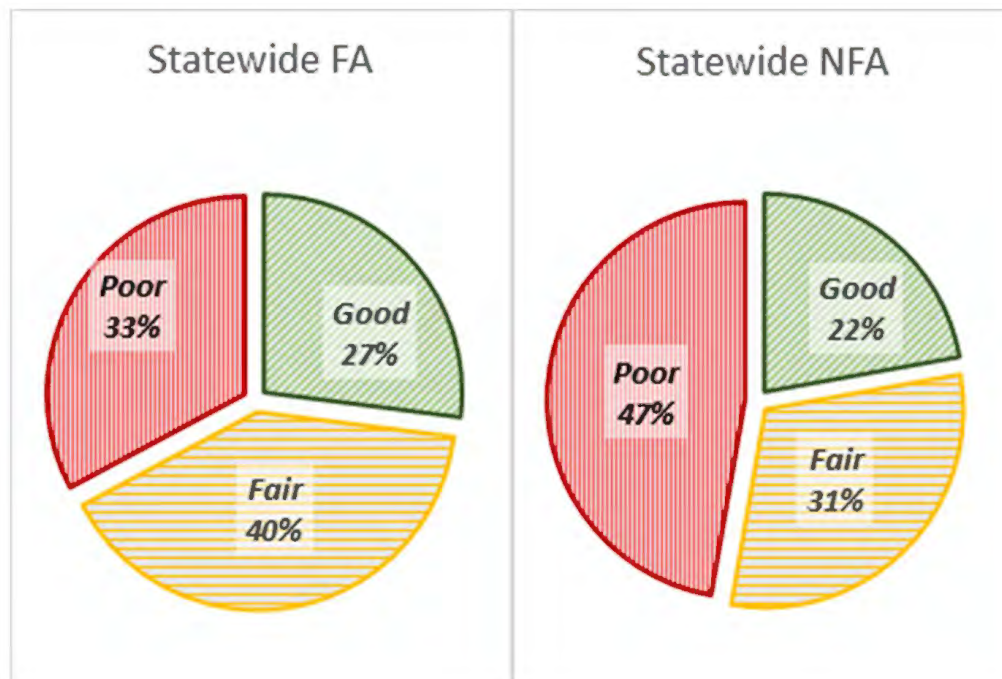 Statewide FA
Poor
33%
Good
27%
Fair
40%
Statewide NFA
Poor
47%
Good
22%
Fair
31%